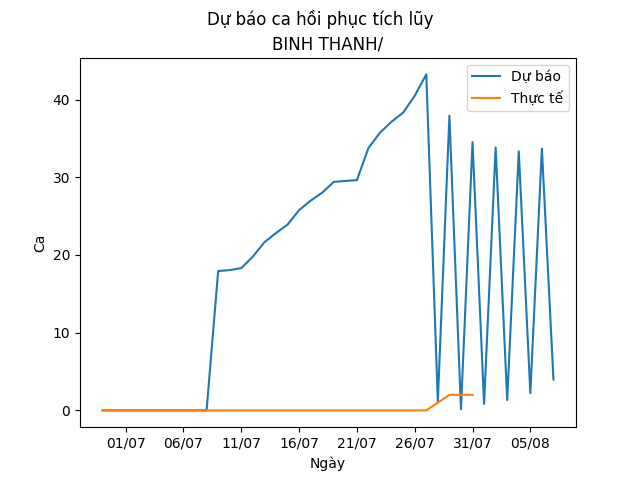 Dự báo ca hồi phục tích lũy
BINH THANH/
Dự báo
Thực tế
Ca
40
30
20
10
0
01/07 06/07 11/07 16/07 21/07 26/07 31/07 05/08
Ngày